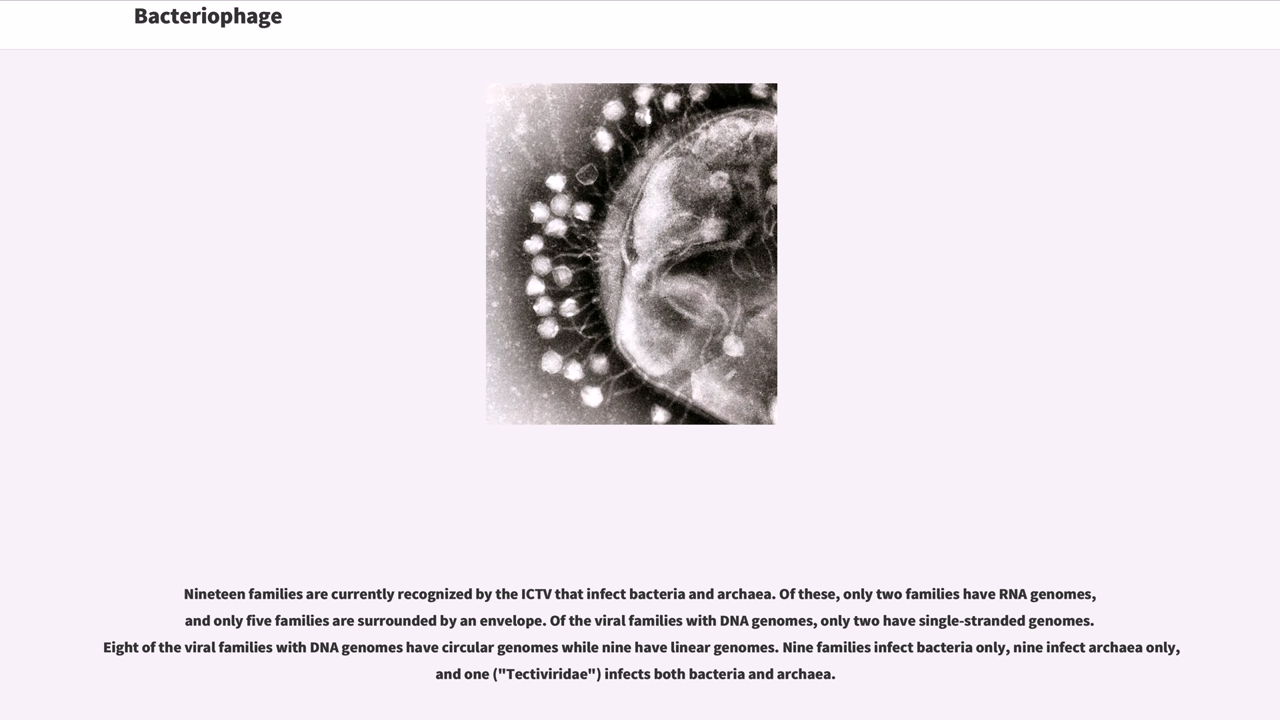 Bacteriophage
Nineteen families are currently recognized by the ICTV that infect bacteria and archaea. Of these, only two families have RNA genomes,
and only five families are surrounded by an envelope. Of the viral families with DNA genomes, only two have single-stranded genomes.
Eight of the viral families with DNA genomes have circular genomes while nine have linear genomes. Nine families infect bacteria only, nine infect archaea only,
and one ("Tectiviridae") infects both bacteria and archaea.